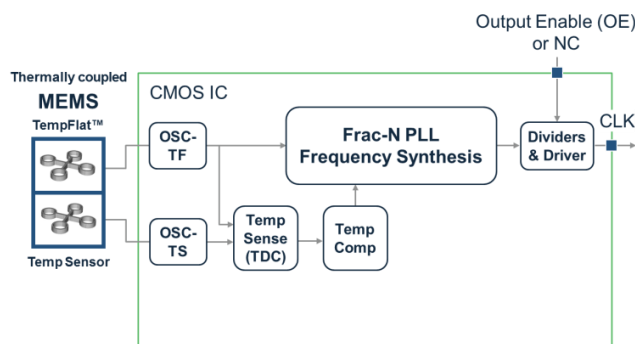 Output Enable (OE)
or NC
Thermally coupled
MEMS
TempFlat™
CMOS IC
CLK
OSC-
TF
Frac-N PLL
Frequency Synthesis
Dividers
& Driver
OSC-
TS
Temp
Sense
(TDC)
Temp
Comp
Temp Sensor